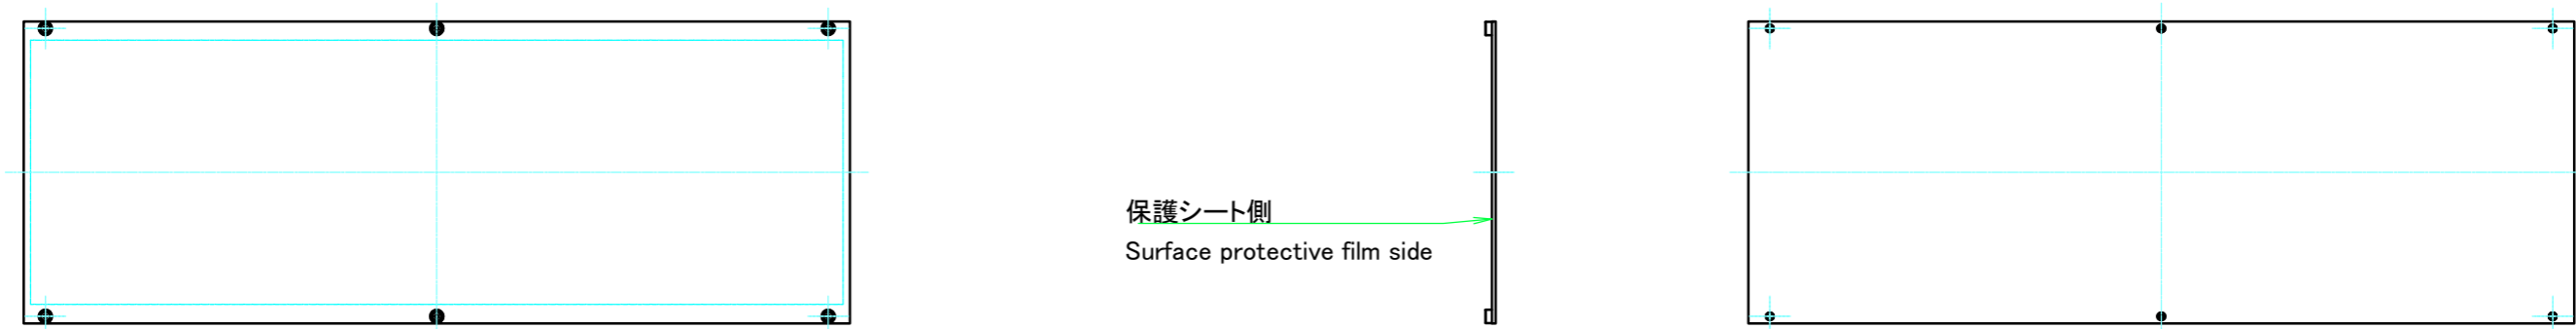 保護シート側
Surface protective film side